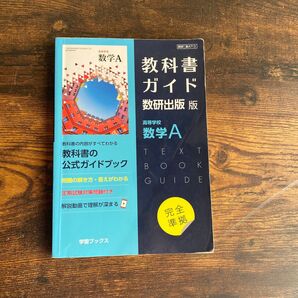 高等学校
数学A
教科書の内容がすべてわかる
教科書の
公式ガイドブック
問題の解き方・答えがわかる
定期試験対策問題付き
解説動画で理解が深まる
学習ブックス
教科書
ガイド
数研出版 版
高等学校
数学A
TEXT
BOOK
GUIDE
完全
準拠